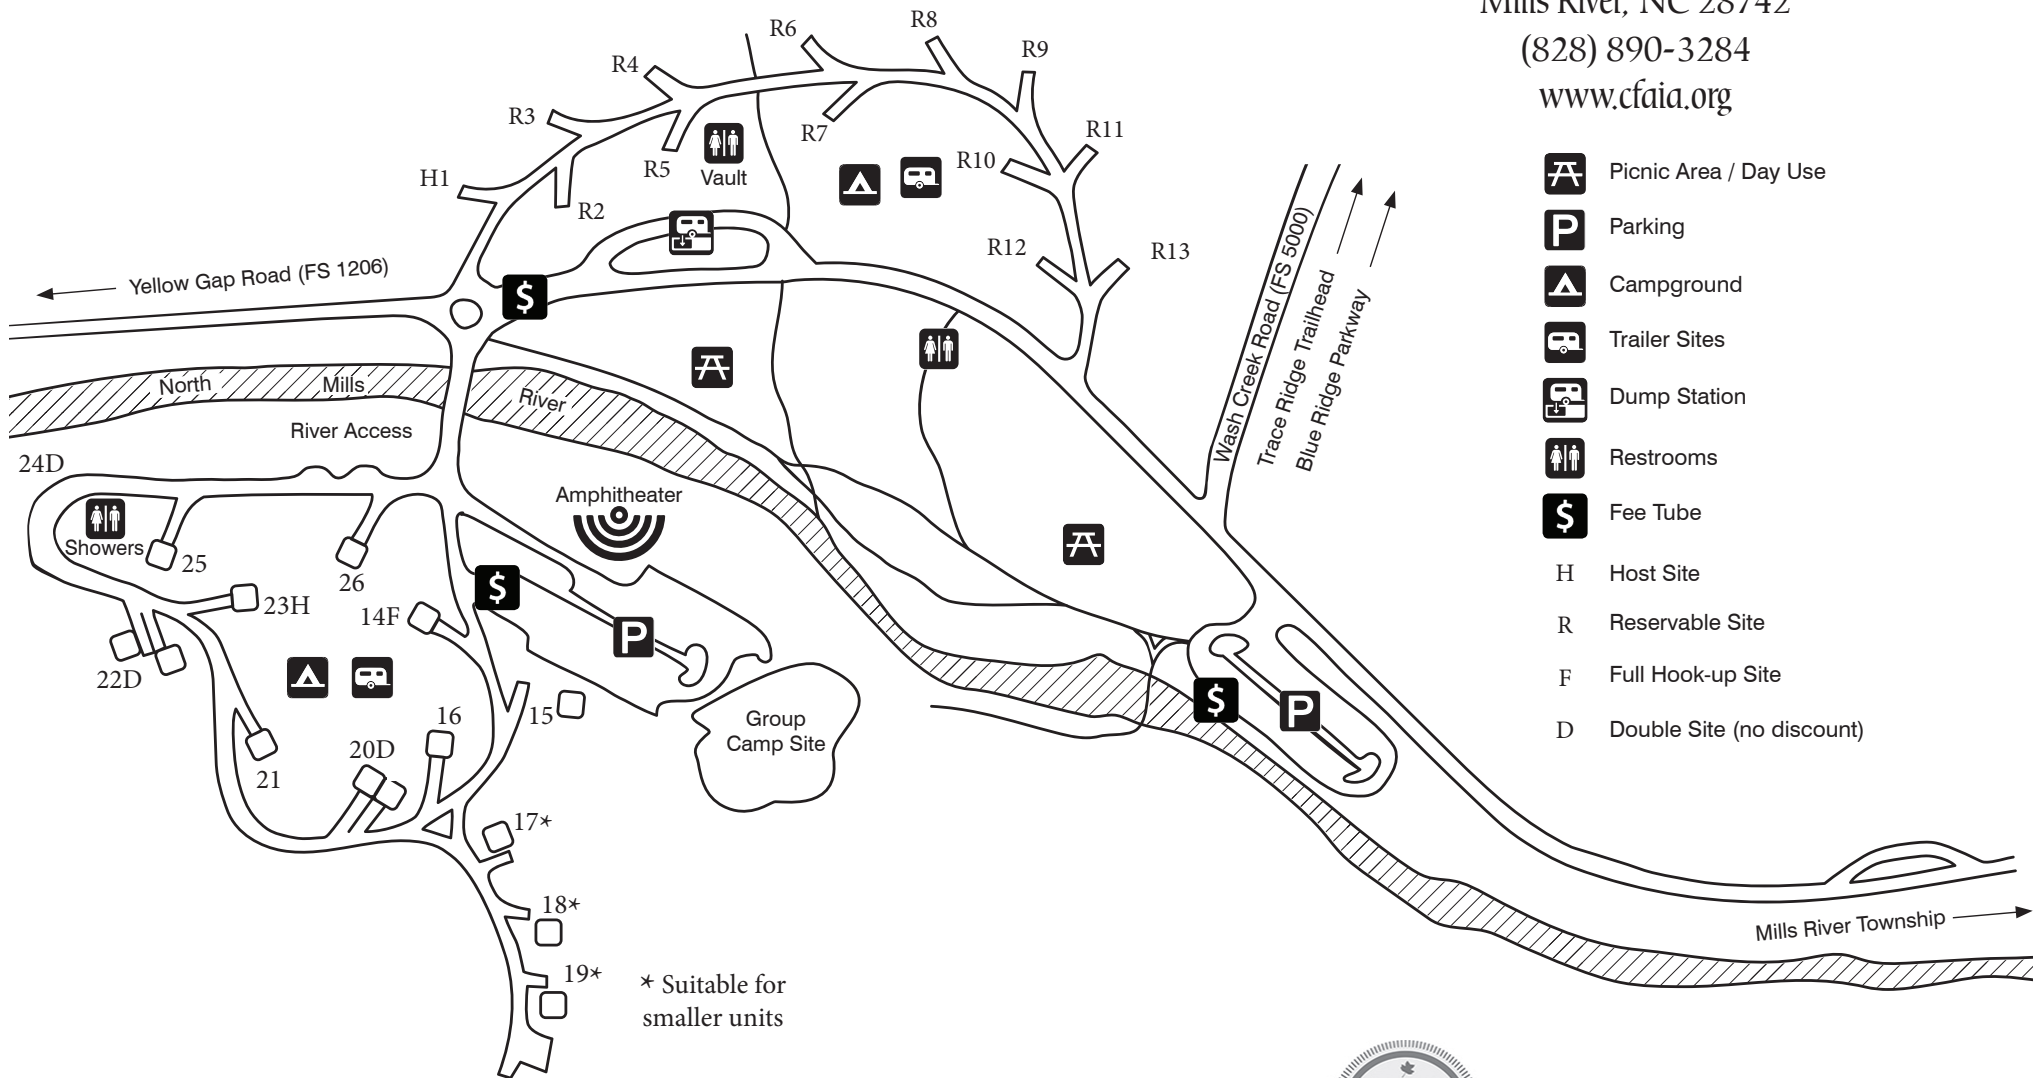 Mills River, NC 28742
(828) 890-3284
www.cfaia.org
R6
R8
R9
R4
R3
R7
R11
R5
Vault
R10
H1
R2
R12
R13
Yellow Gap Road (FS 1206)
Wash Creek Road (FS 5000)
Trace Ridge Trailhead
Blue Ridge Parkway
North Mills River
River Access
24D
Amphitheater
Showers
25
26
23H
14F
22D
15
16
20D
21
Group
Camp Site
17*
18*
19*
* Suitable for
smaller units
Mills River Township
Picnic Area / Day Use
P Parking
Campground
Trailer Sites
Dump Station
Restrooms
$ Fee Tube
H Host Site
R Reservable Site
F Full Hook-up Site
D Double Site (no discount)
$
$
P
$
P